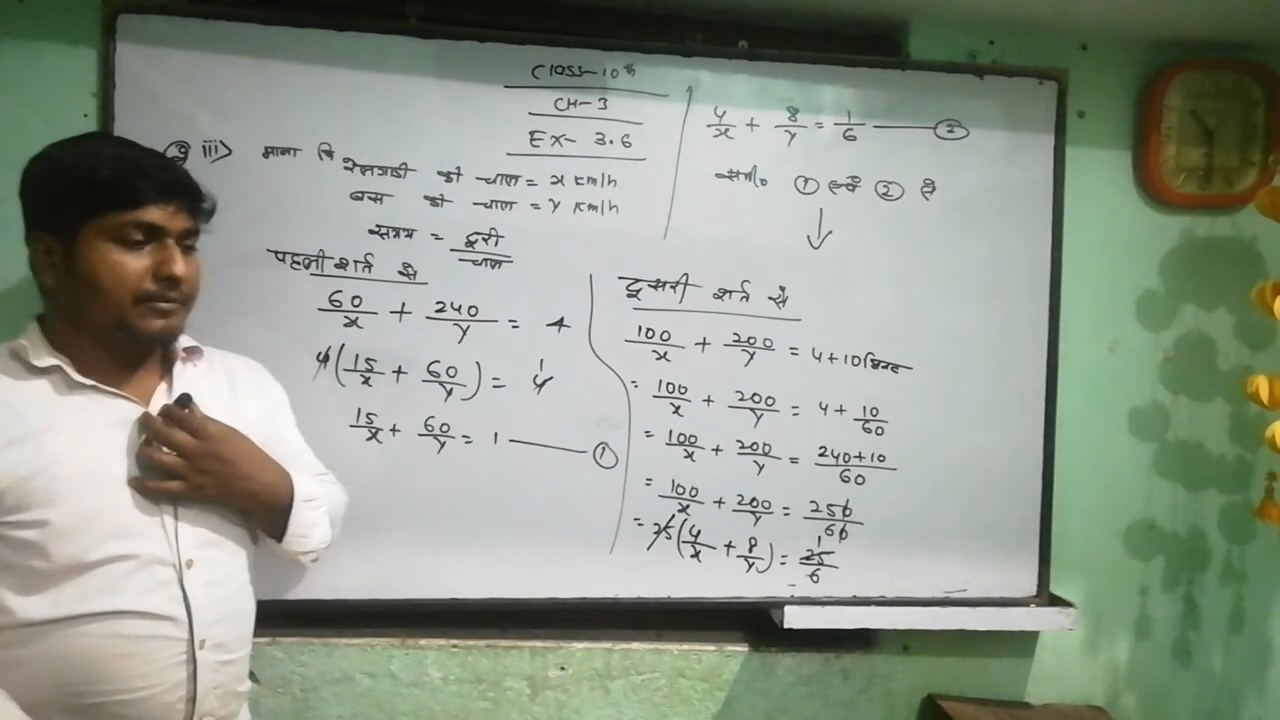 Class-10th
CH-3
Ex- 3.6
Q iii> माना कि रेलगाड़ी की चाल = x km/h
बस की चाल = y km/h
समय = दूरी/चाल
पहली शर्त से
60/x + 240/y = 4
4(15/x + 60/y) = 4 1
15/x + 60/y = 1 —— ①
दूसरी शर्त से
100/x + 200/y = 4+10 मिनट
= 100/x + 200/y = 4 + 10/60
= 100/x + 200/y = 240+10/60
= 100/x + 200/y = 250/60
= 25(4/x + 8/y) = 25/6 1
4/x + 8/y = 1/6 —— ②
समी० ① एवं ② से
↓